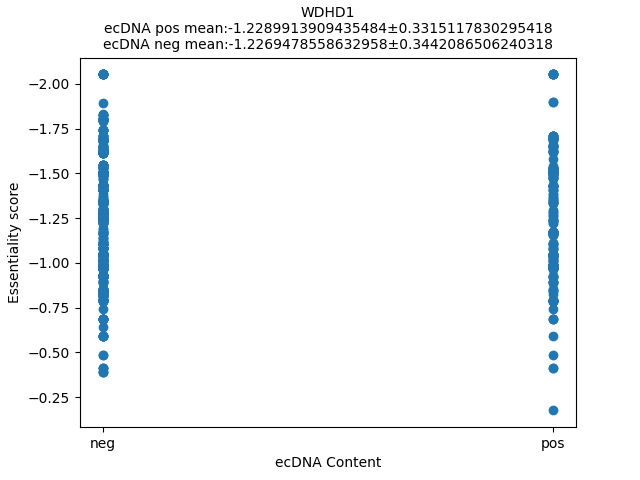 WDHD1
ecDNA pos mean:-1.2289913909435484±0.3315117830295418
ecDNA neg mean:-1.2269478558632958±0.3442086506240318
−2.00
−1.75
−1.50
−1.25
−1.00
−0.75
−0.50
−0.25
Essentiality score
neg
pos
ecDNA Content